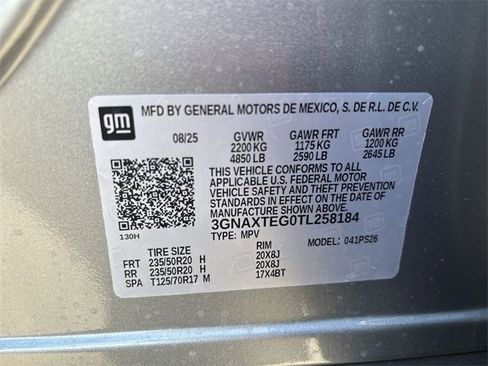 gm
MFD BY GENERAL MOTORS DE MEXICO, S. DE R.L. DE C.V.
08/25 GVWR GAWR FRT GAWR RR
2200 KG 1175 KG 1200 KG
4850 LB 2590 LB 2645 LB
THIS VEHICLE CONFORMS TO ALL
APPLICABLE U.S. FEDERAL MOTOR
VEHICLE SAFETY AND THEFT PREVENTION
STANDARDS IN EFFECT ON THE DATE OF
MANUFACTURE SHOWN ABOVE.
3GNAXTEG0TL258184
130H TYPE: MPV MODEL: 041PS26
TIRE SIZE RIM
FRT 235/50R20 H 20X8J
RR 235/50R20 H 20X8J
SPA T125/70R17 M 17X4BT